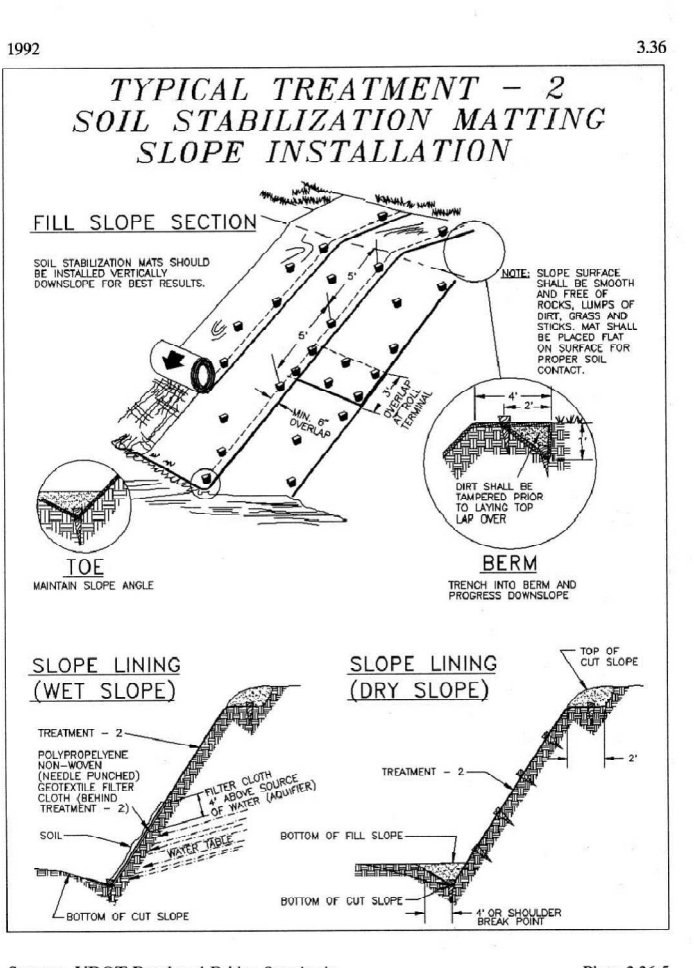 1992
3.36
TYPICAL TREATMENT - 2
SOIL STABILIZATION MATTING
SLOPE INSTALLATION
FILL SLOPE SECTION
SOIL STABILIZATION MATS SHOULD
BE INSTALLED VERTICALLY
DOWNSLOPE FOR BEST RESULTS.
5'
5'
MIN. 6"
OVERLAP
3'
OVERLAP
AT ROLL
TERMINAL
NOTE: SLOPE SURFACE
SHALL BE SMOOTH
AND FREE OF
ROCKS, LUMPS OF
DIRT, GRASS AND
STICKS. MAT SHALL
BE PLACED FLAT
ON SURFACE FOR
PROPER SOIL
CONTACT.
4'
2'
1'
DIRT SHALL BE
TAMPERED PRIOR
TO LAYING TOP
LAP OVER
TOE
MAINTAIN SLOPE ANGLE
BERM
TRENCH INTO BERM AND
PROGRESS DOWNSLOPE
SLOPE LINING
(WET SLOPE)
TREATMENT - 2
POLYPROPELYENE
NON-WOVEN
(NEEDLE PUNCHED)
GEOTEXTILE FILTER
CLOTH (BEHIND
TREATMENT - 2)
SOIL
FILTER CLOTH
4' ABOVE SOURCE
OF WATER (AQUIFIER)
WATER TABLE
BOTTOM OF CUT SLOPE
SLOPE LINING
(DRY SLOPE)
TOP OF
CUT SLOPE
2'
TREATMENT - 2
BOTTOM OF FILL SLOPE
BOTTOM OF CUT SLOPE
4' OR SHOULDER
BREAK POINT